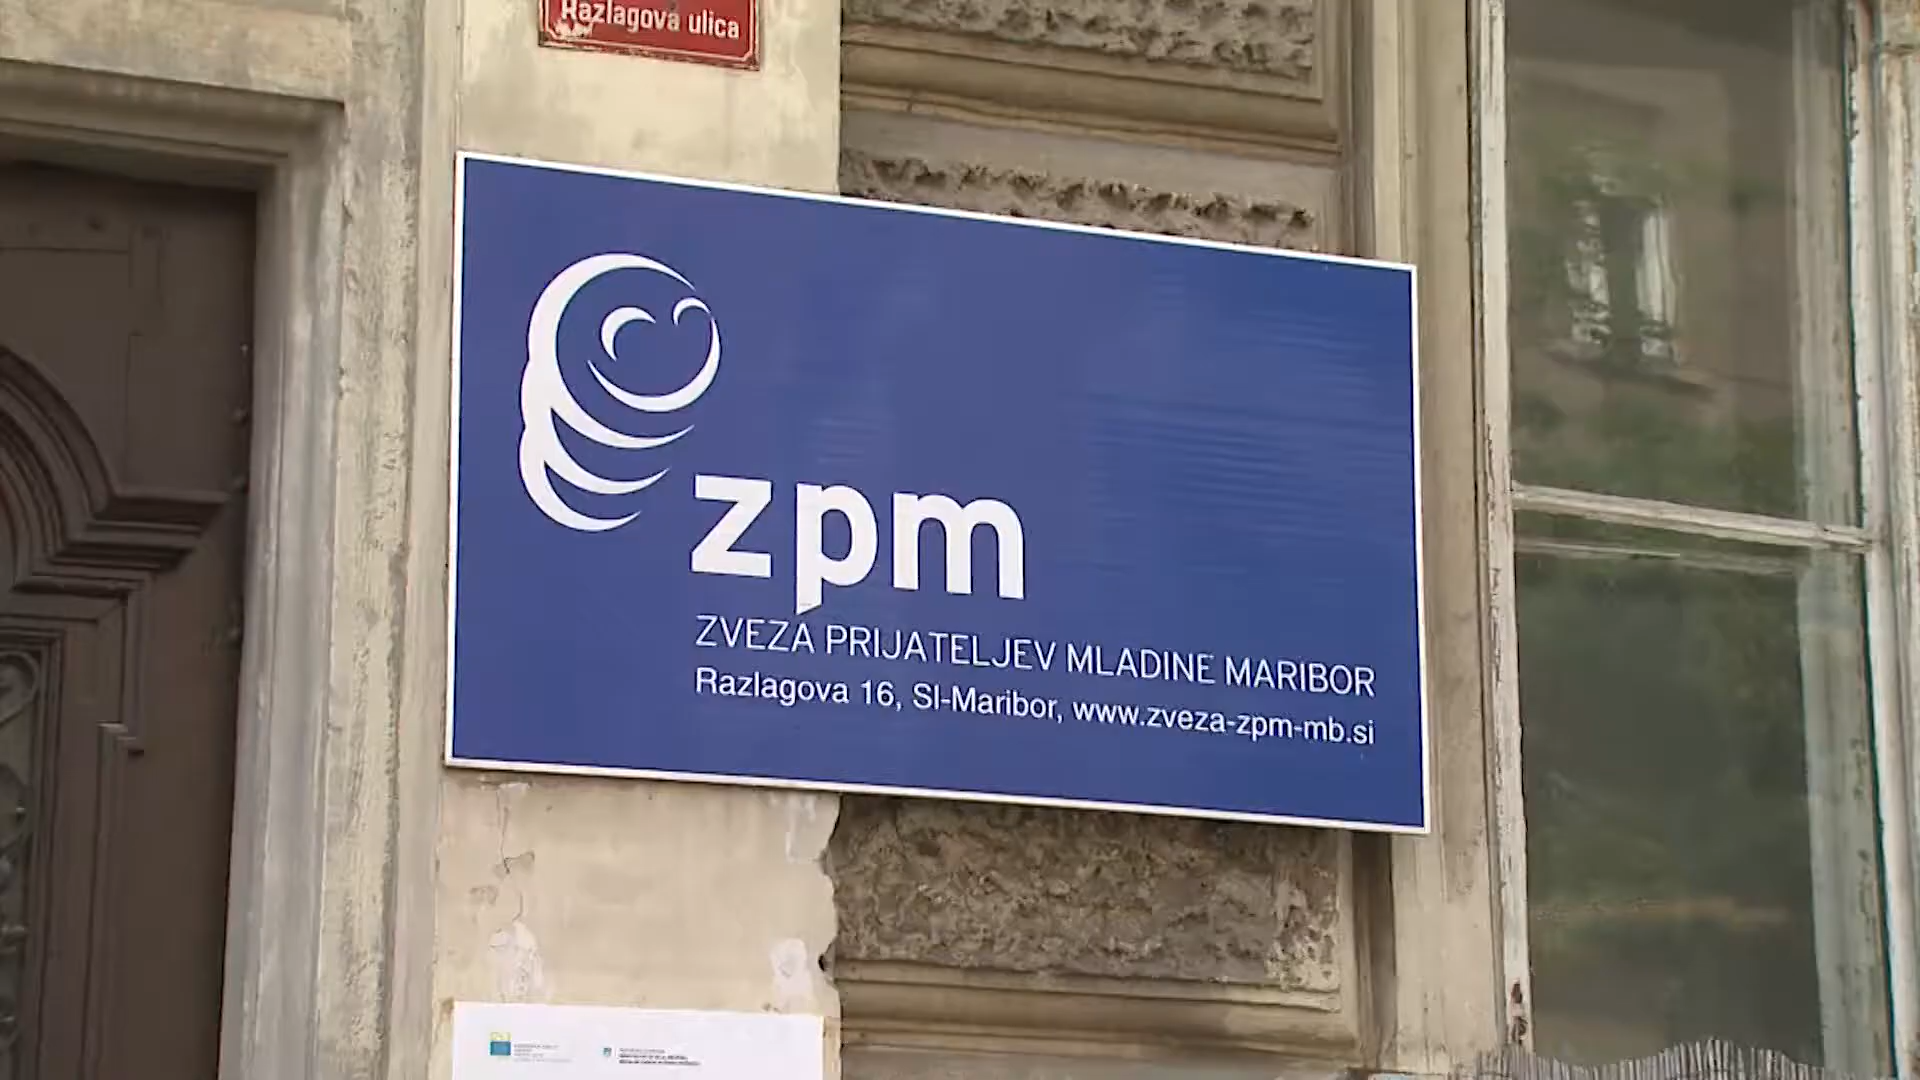 Razlagova ulica
zpm
ZVEZA PRIJATELJEV MLADINE MARIBOR
Razlagova 16, SI-Maribor, www.zveza-zpm-mb.si